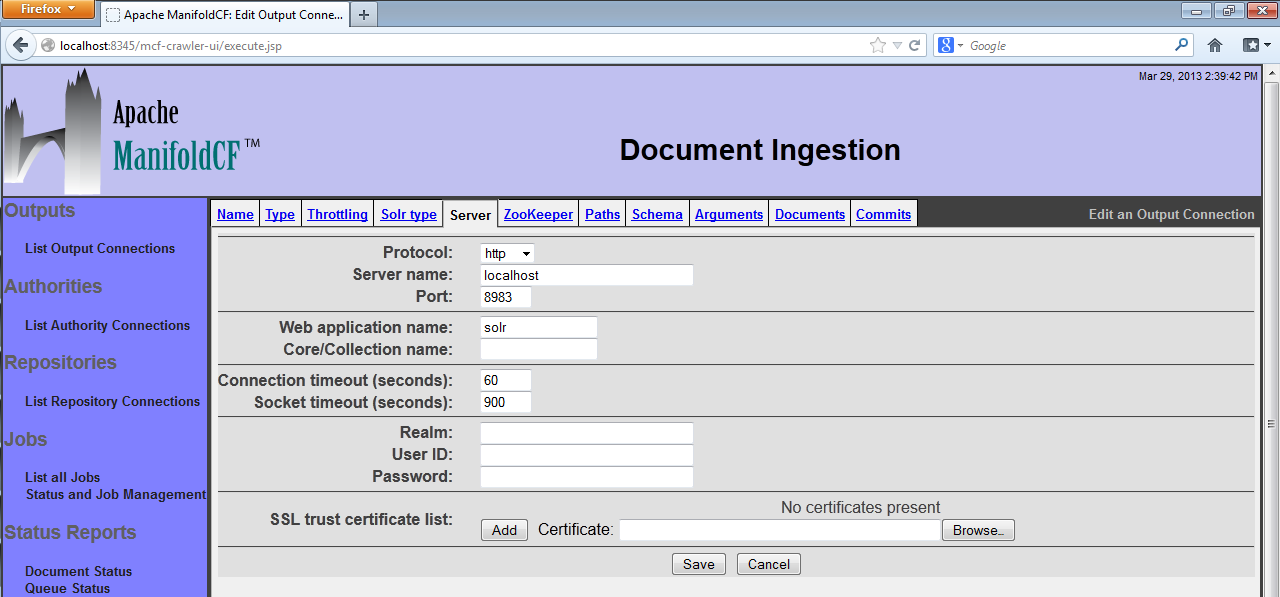 Firefox
Apache ManifoldCF: Edit Output Conne...
localhost:8345/mcf-crawler-ui/execute.jsp
Google
Mar 29, 2013 2:39:42 PM
Apache
ManifoldCF™
Document Ingestion
Outputs
List Output Connections
Authorities
List Authority Connections
Repositories
List Repository Connections
Jobs
List all Jobs
Status and Job Management
Status Reports
Document Status
Queue Status
Name Type Throttling Solr type Server ZooKeeper Paths Schema Arguments Documents Commits Edit an Output Connection
Protocol: http
Server name: localhost
Port: 8983
Web application name: solr
Core/Collection name:
Connection timeout (seconds): 60
Socket timeout (seconds): 900
Realm:
User ID:
Password:
No certificates present
SSL trust certificate list:
Add Certificate: Browse...
Save Cancel